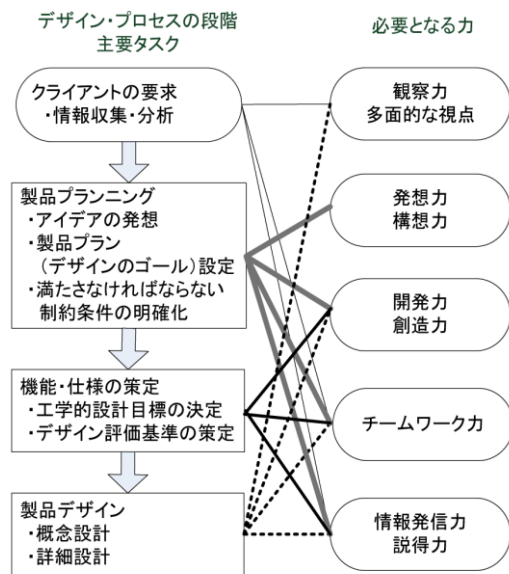 デザイン・プロセスの段階
主要タスク
クライアントの要求
・情報収集・分析
製品プランニング
・アイデアの発想
・製品プラン
（デザインのゴール）設定
・満たさなければならない
制約条件の明確化
機能・仕様の策定
・工学的設計目標の決定
・デザイン評価基準の策定
製品デザイン
・概念設計
・詳細設計
必要となる力
観察力
多面的な視点
発想力
構想力
開発力
創造力
チームワーク力
情報発信力
説得力